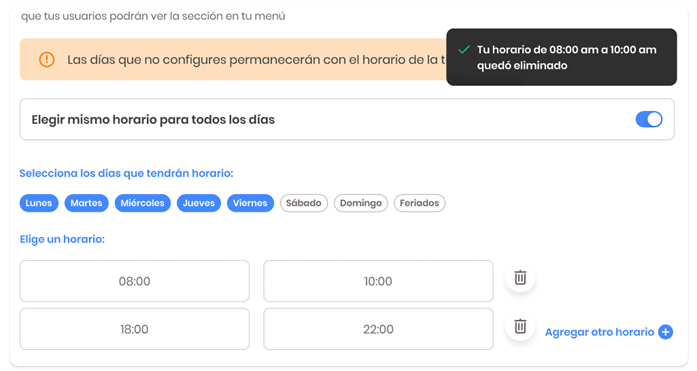 que tus usuarios podrán ver la sección en tu menú
Las días que no configures permanecerán con el horario de la t
Tu horario de 08:00 am a 10:00 am
quedó eliminado
Elegir mismo horario para todos los días
Selecciona los días que tendrán horario:
Lunes Martes Miércoles Jueves Viernes Sábado Domingo Feriados
Elige un horario:
08:00 10:00
18:00 22:00 Agregar otro horario